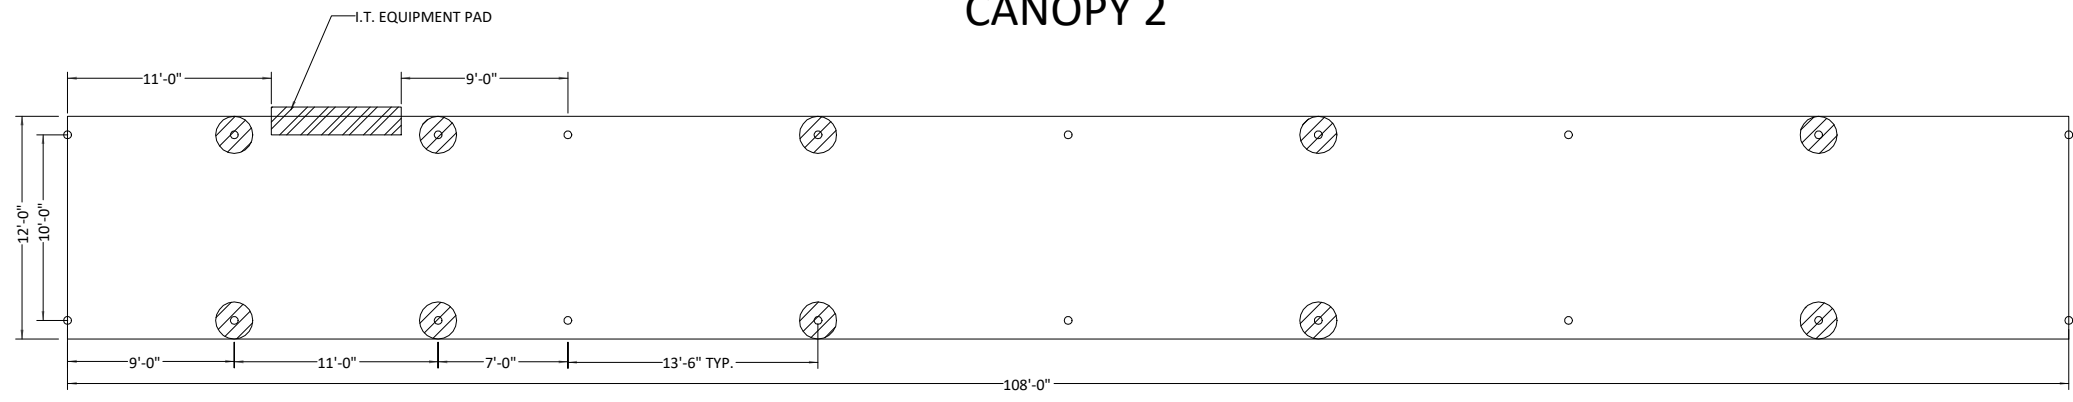 CANOPY 2
I.T. EQUIPMENT PAD
11'-0"
9'-0"
12'-0"
10'-0"
9'-0"
11'-0"
7'-0"
13'-6" TYP.
108'-0"